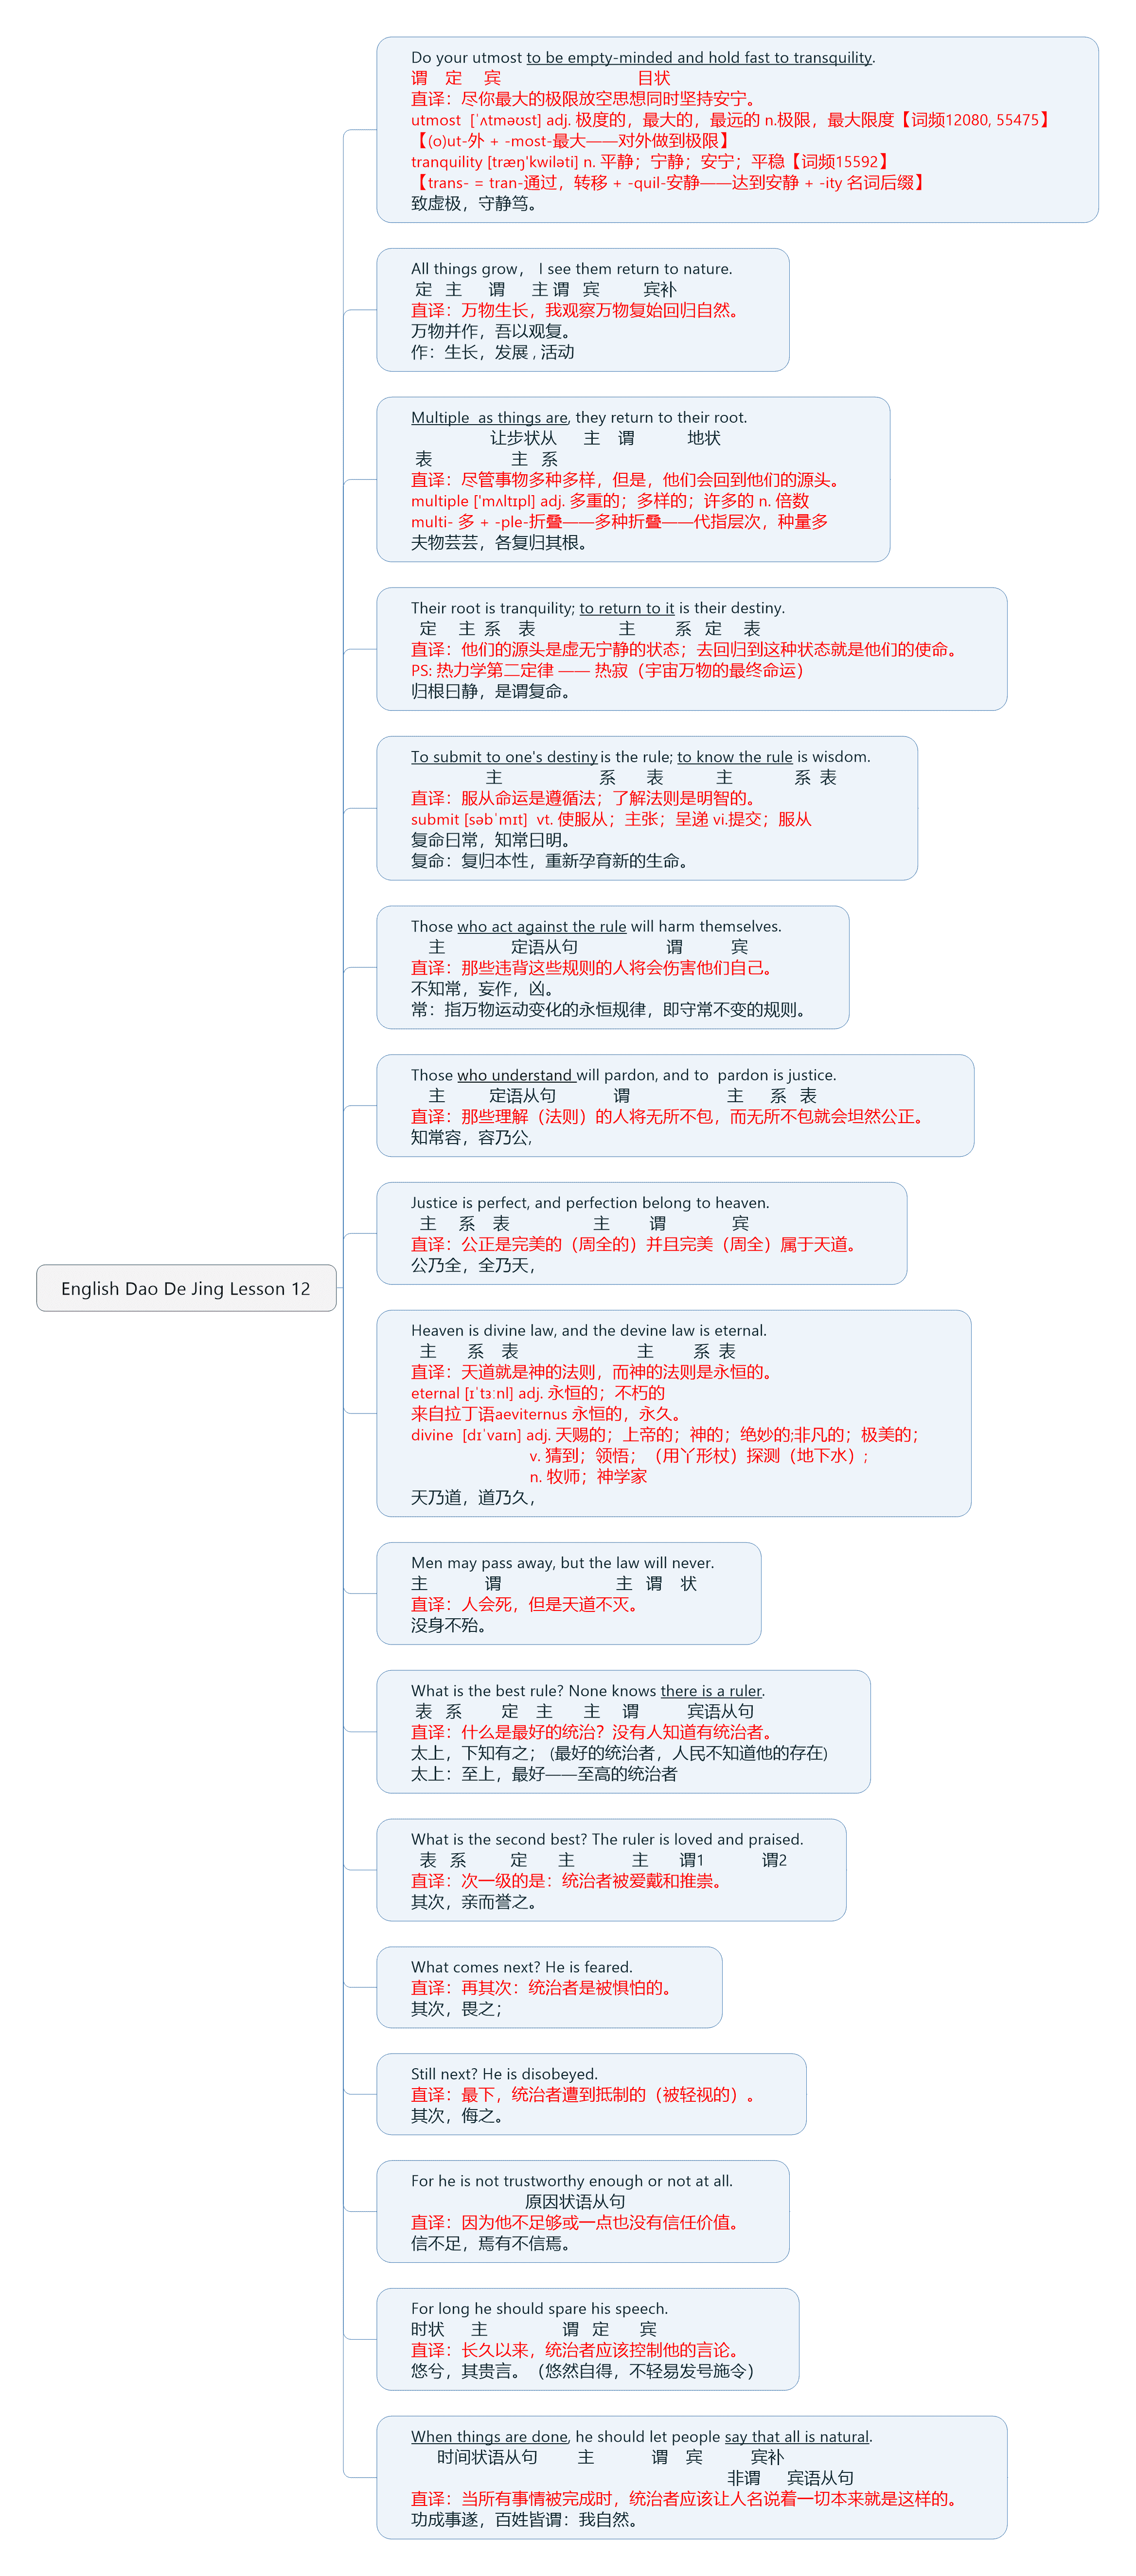 Do your utmost to be empty-minded and hold fast to tranquility.
谓 定 宾 目状
直译：尽你最大的极限放空思想同时坚持安宁。
utmost [ˈʌtməʊst] adj. 极度的，最大的，最远的 n.极限，最大限度【词频12080, 55475】
【(o)ut-外 + -most-最大——对外做到极限】
tranquility [træŋ'kwiləti] n. 平静；宁静；安宁；平稳【词频15592】
【trans- = tran-通过，转移 + -quil-安静——达到安静 + -ity 名词后缀】
致虚极，守静笃。
All things grow， I see them return to nature.
定 主 谓 主 谓 宾 宾补
直译：万物生长，我观察万物复始回归自然。
万物并作，吾以观复。
作：生长，发展 , 活动
Multiple as things are, they return to their root.
让步状从 主 谓 地状
表 主 系
直译：尽管事物多种多样，但是，他们会回到他们的源头。
multiple ['mʌltɪpl] adj. 多重的；多样的；许多的 n. 倍数
multi- 多 + -ple-折叠——多种折叠——代指层次，种量多
夫物芸芸，各复归其根。
Their root is tranquility; to return to it is their destiny.
定 主 系 表 主 系 定 表
直译：他们的源头是虚无宁静的状态；去回归到这种状态就是他们的使命。
PS: 热力学第二定律 —— 热寂（宇宙万物的最终命运）
归根曰静，是谓复命。
To submit to one's destiny is the rule; to know the rule is wisdom.
主 系 表 主 系 表
直译：服从命运是遵循法；了解法则是明智的。
submit [səbˈmɪt] vt. 使服从；主张；呈递 vi.提交；服从
复命曰常，知常曰明。
复命：复归本性，重新孕育新的生命。
Those who act against the rule will harm themselves.
主 定语从句 谓 宾
直译：那些违背这些规则的人将会伤害他们自己。
不知常，妄作，凶。
常：指万物运动变化的永恒规律，即守常不变的规则。
Those who understand will pardon, and to pardon is justice.
主 定语从句 谓 主 系 表
直译：那些理解（法则）的人将无所不包，而无所不包就会坦然公正。
知常容，容乃公,
Justice is perfect, and perfection belong to heaven.
主 系 表 主 谓 宾
直译：公正是完美的（周全的）并且完美（周全）属于天道。
公乃全，全乃天，
English Dao De Jing Lesson 12
Heaven is divine law, and the devine law is eternal.
主 系 表 主 系 表
直译：天道就是神的法则，而神的法则是永恒的。
eternal [ɪˈtɜːnl] adj. 永恒的；不朽的
来自拉丁语aeviternus 永恒的，永久。
divine [dɪˈvaɪn] adj. 天赐的；上帝的；神的；绝妙的;非凡的；极美的；
v. 猜到；领悟；（用丫形杖）探测（地下水）;
n. 牧师；神学家
天乃道，道乃久，
Men may pass away, but the law will never.
主 谓 主 谓 状
直译：人会死，但是天道不灭。
没身不殆。
What is the best rule? None knows there is a ruler.
表 系 定 主 主 谓 宾语从句
直译：什么是最好的统治？没有人知道有统治者。
太上，下知有之； (最好的统治者，人民不知道他的存在)
太上：至上，最好——至高的统治者
What is the second best? The ruler is loved and praised.
表 系 定 主 主 谓1 谓2
直译：次一级的是：统治者被爱戴和推崇。
其次，亲而誉之。
What comes next? He is feared.
直译：再其次：统治者是被惧怕的。
其次，畏之；
Still next? He is disobeyed.
直译：最下，统治者遭到抵制的（被轻视的）。
其次，侮之。
For he is not trustworthy enough or not at all.
原因状语从句
直译：因为他不足够或一点也没有信任价值。
信不足，焉有不信焉。
For long he should spare his speech.
时状 主 谓 定 宾
直译：长久以来，统治者应该控制他的言论。
悠兮，其贵言。（悠然自得，不轻易发号施令）
When things are done, he should let people say that all is natural.
时间状语从句 主 谓 宾 宾补
非谓 宾语从句
直译：当所有事情被完成时，统治者应该让人名说着一切本来就是这样的。
功成事遂，百姓皆谓：我自然。